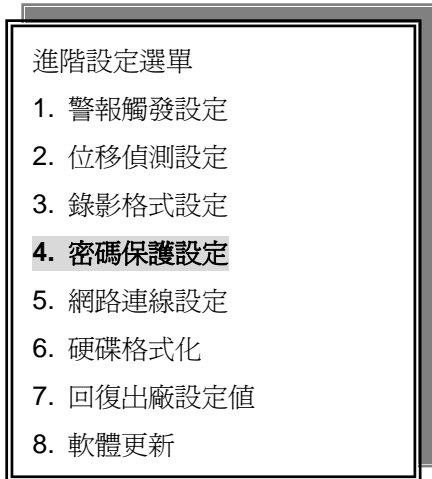 進階設定選單
1. 警報觸發設定
2. 位移偵測設定
3. 錄影格式設定
4. 密碼保護設定
5. 網路連線設定
6. 硬碟格式化
7. 回復出廠設定值
8. 軟體更新